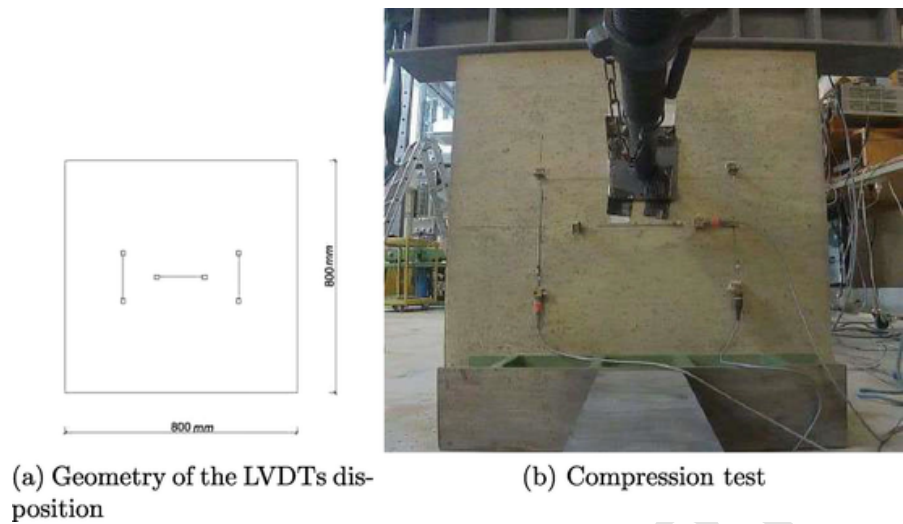 800 mm
800 mm
(a) Geometry of the LVDTs dis-
position
(b) Compression test